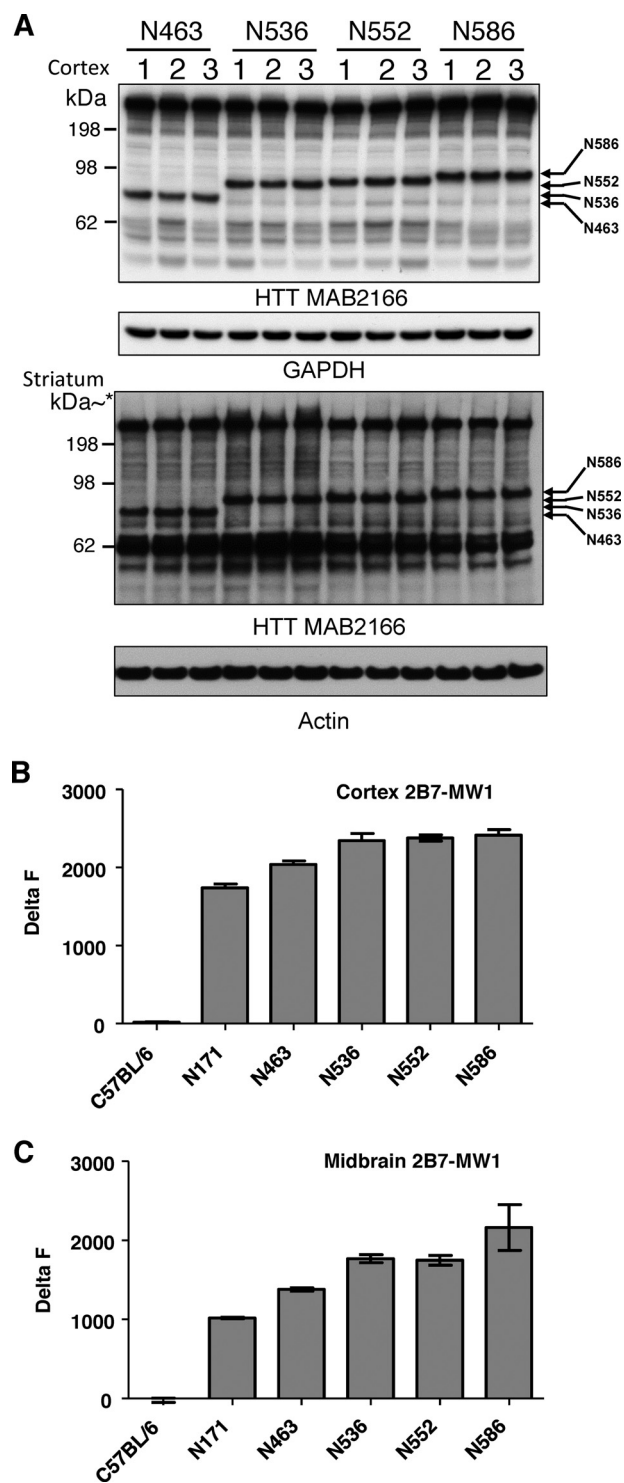 A
N463 N536 N552 N586
Cortex 1 2 3 1 2 3 1 2 3 1 2 3
kDa
198
98
62
N586
N552
N536
N463
HTT MAB2166
GAPDH
Striatum
kDa~*
198
98
62
N586
N552
N536
N463
HTT MAB2166
Actin
B
Cortex 2B7-MW1
Delta F
3000
2000
1000
0
C57BL/6 N171 N463 N536 N552 N586
C
Midbrain 2B7-MW1
Delta F
3000
2000
1000
0
C57BL/6 N171 N463 N536 N552 N586